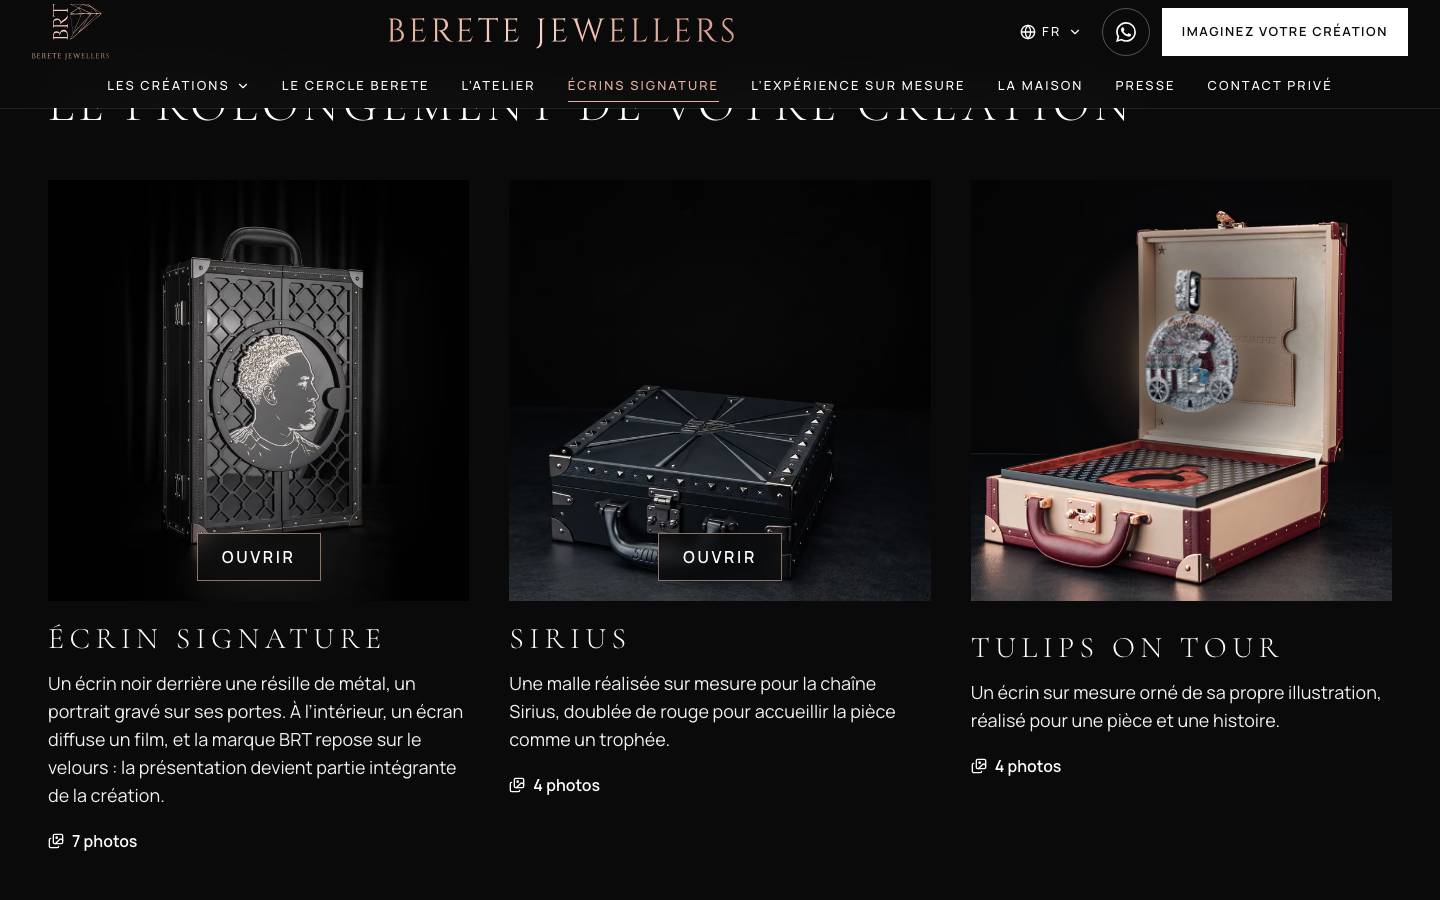 BRT
BERETE JEWELLERS
BERETE JEWELLERS
FR
IMAGINEZ VOTRE CRÉATION
LES CRÉATIONS
LE CERCLE BERETE
L'ATELIER
ÉCRINS SIGNATURE
L'EXPÉRIENCE SUR MESURE
LA MAISON
PRESSE
CONTACT PRIVÉ
LE PROLONGEMENT DE VOTRE CRÉATION
OUVRIR
OUVRIR
ÉCRIN SIGNATURE
Un écrin noir derrière une résille de métal, un
portrait gravé sur ses portes. À l'intérieur, un écran
diffuse un film, et la marque BRT repose sur le
velours : la présentation devient partie intégrante
de la création.
7 photos
SIRIUS
Une malle réalisée sur mesure pour la chaîne
Sirius, doublée de rouge pour accueillir la pièce
comme un trophée.
4 photos
TULIPS ON TOUR
Un écrin sur mesure orné de sa propre illustration,
réalisé pour une pièce et une histoire.
4 photos